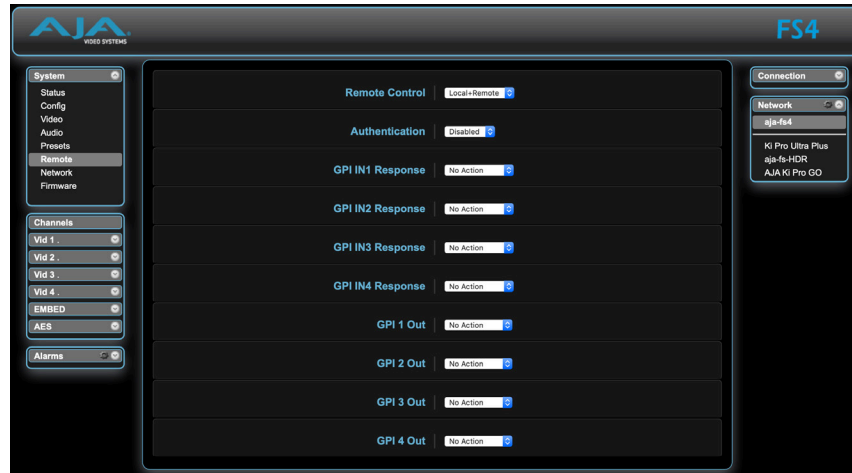 AJA
VIDEO SYSTEMS
FS4
System
Status
Config
Video
Audio
Presets
Remote
Network
Firmware
Channels
Vid 1 .
Vid 2 .
Vid 3 .
Vid 4 .
EMBED
AES
Alarms
Remote Control Local+Remote
Authentication Disabled
GPI IN1 Response No Action
GPI IN2 Response No Action
GPI IN3 Response No Action
GPI IN4 Response No Action
GPI 1 Out No Action
GPI 2 Out No Action
GPI 3 Out No Action
GPI 4 Out No Action
Connection
Network
aja-fs4
Ki Pro Ultra Plus
aja-fs-HDR
AJA Ki Pro GO